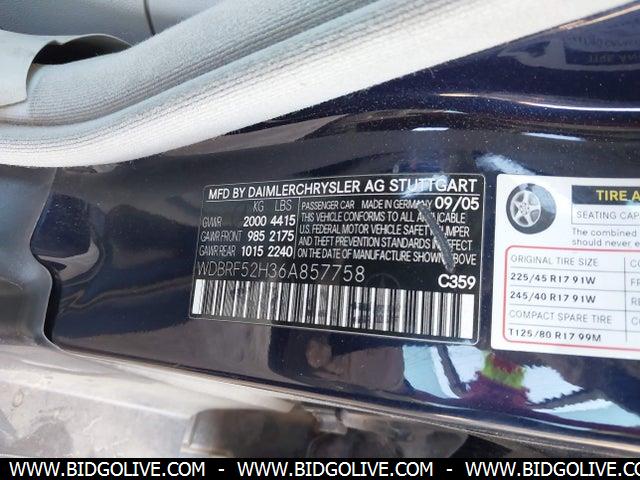 MFD BY DAIMLERCHRYSLER AG STUTTGART
KG LBS PASSENGER CAR MADE IN GERMANY 09/05
GVWR 2000 4415 THIS VEHICLE CONFORMS TO ALL APPLICABLE
U.S. FEDERAL MOTOR VEHICLE SAFETY, BUMPER,
GAWR FRONT 985 2175 AND THEFT PREVENTION STANDARDS IN EFFECT
GAWR REAR 1015 2240 ON THE DATE OF MANUFACTURE SHOWN ABOVE.
WDBRF52H36A857758
C359
TIRE
SEATING CAPA
The combined
ORIGINAL TIRE SIZE
225/45 R17 91W
245/40 R17 91W
COMPACT SPARE TIRE
T125/80 R17 99M
WWW.BIDGOLIVE.COM - WWW.BIDGOLIVE.COM - WWW.BIDGOLIVE.COM